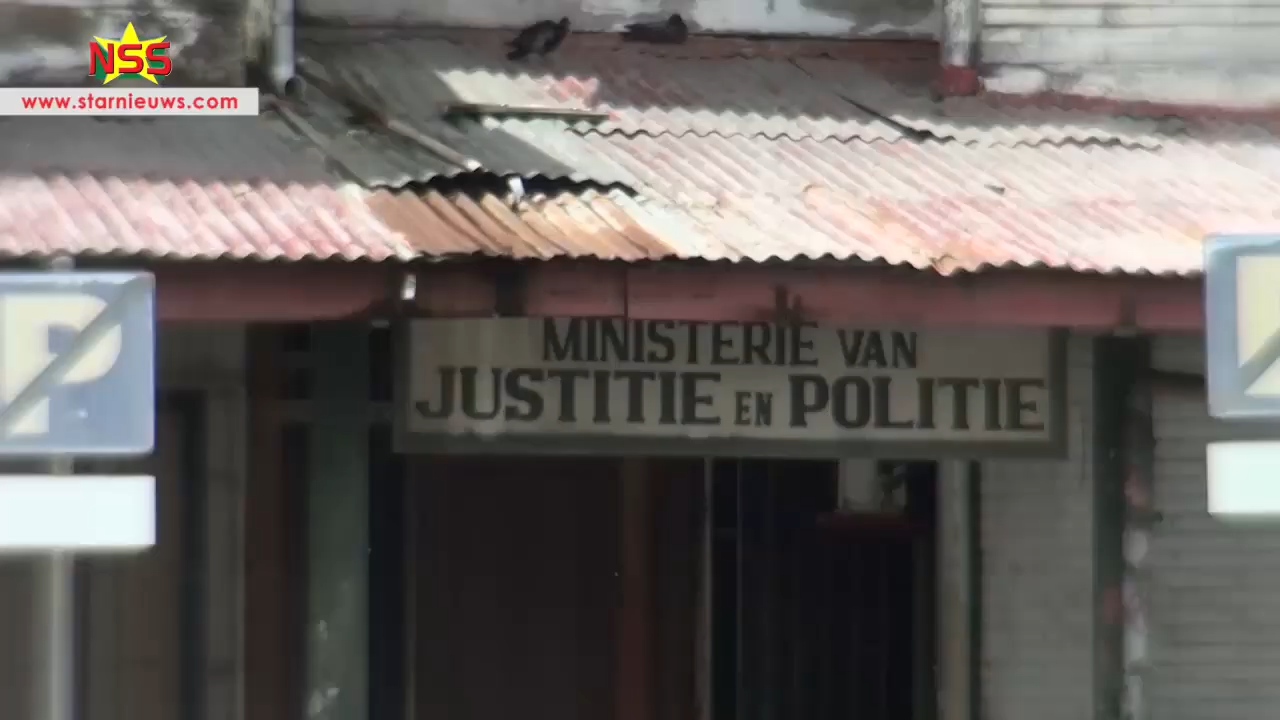 NSS
www.starnieuws.com
P
MINISTERIE VAN
JUSTITIE EN POLITIE